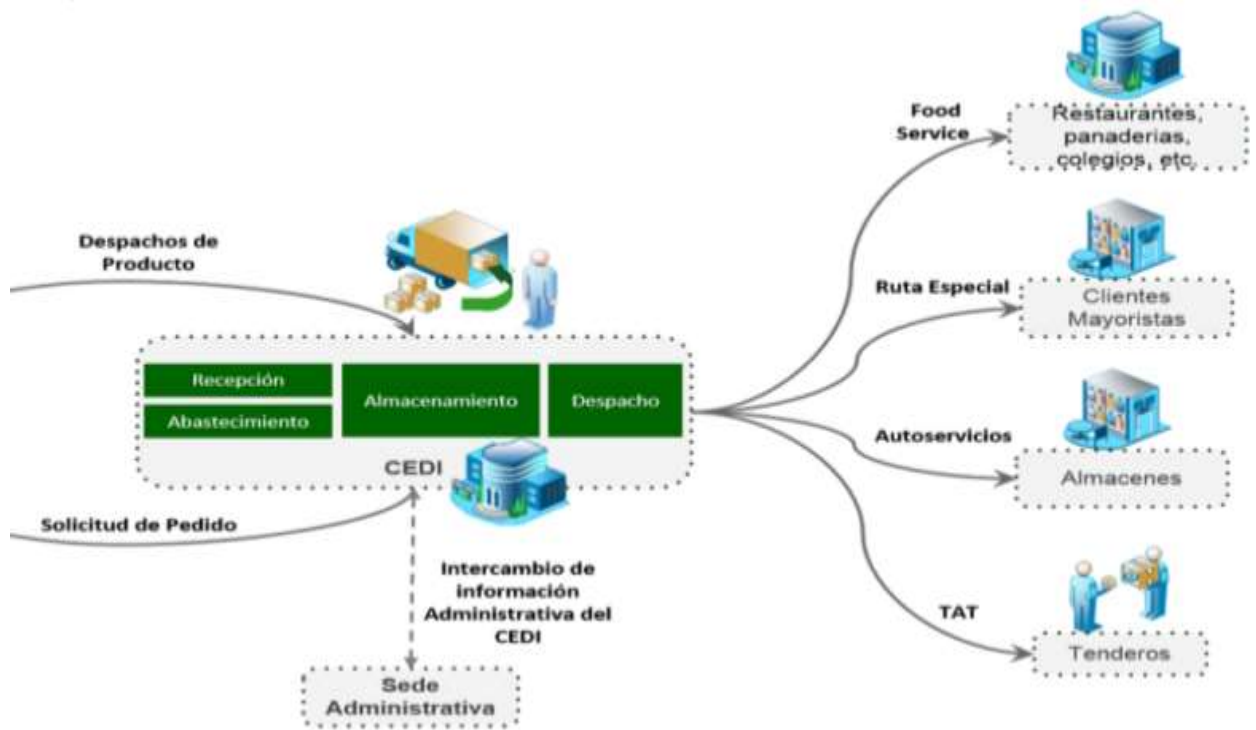 Food
Service
Restaurantes,
panaderias,
colegios, etc.
Despachos de
Producto
Ruta Especial
Clientes
Mayoristas
Recepción
Abastecimiento
Almacenamiento
Despacho
CEDI
Autoservicios
Almacenes
Solicitud de Pedido
Intercambio de
información
Administrativa del
CEDI
TAT
Tenderos
Sede
Administrativa